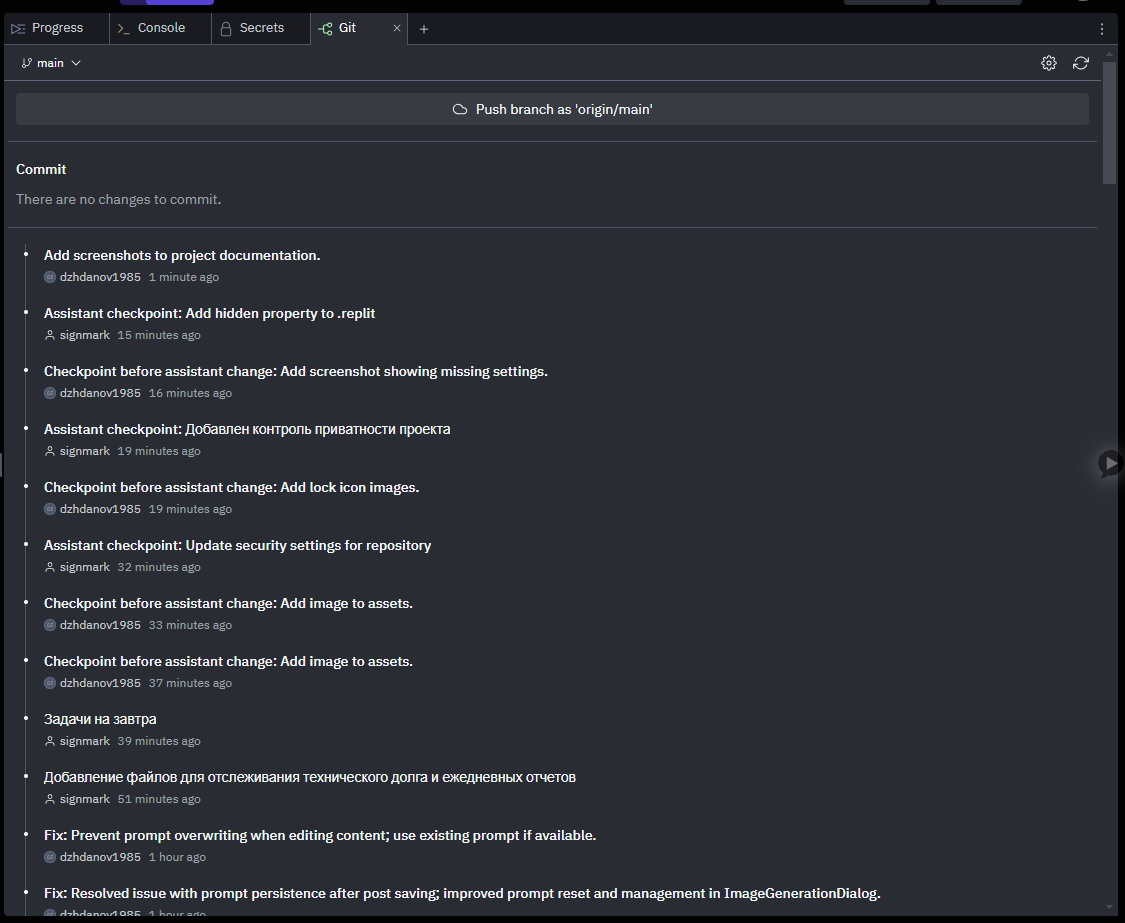 Progress
Console
Secrets
Git
main
Push branch as 'origin/main'
Commit
There are no changes to commit.
Add screenshots to project documentation.
dzhdanov1985 1 minute ago
Assistant checkpoint: Add hidden property to .replit
signmark 15 minutes ago
Checkpoint before assistant change: Add screenshot showing missing settings.
dzhdanov1985 16 minutes ago
Assistant checkpoint: Добавлен контроль приватности проекта
signmark 19 minutes ago
Checkpoint before assistant change: Add lock icon images.
dzhdanov1985 19 minutes ago
Assistant checkpoint: Update security settings for repository
signmark 32 minutes ago
Checkpoint before assistant change: Add image to assets.
dzhdanov1985 33 minutes ago
Checkpoint before assistant change: Add image to assets.
dzhdanov1985 37 minutes ago
Задачи на завтра
signmark 39 minutes ago
Добавление файлов для отслеживания технического долга и ежедневных отчетов
signmark 51 minutes ago
Fix: Prevent prompt overwriting when editing content; use existing prompt if available.
dzhdanov1985 1 hour ago
Fix: Resolved issue with prompt persistence after post saving; improved prompt reset and management in ImageGenerationDialog.
dzhdanov1985 1 hour ago